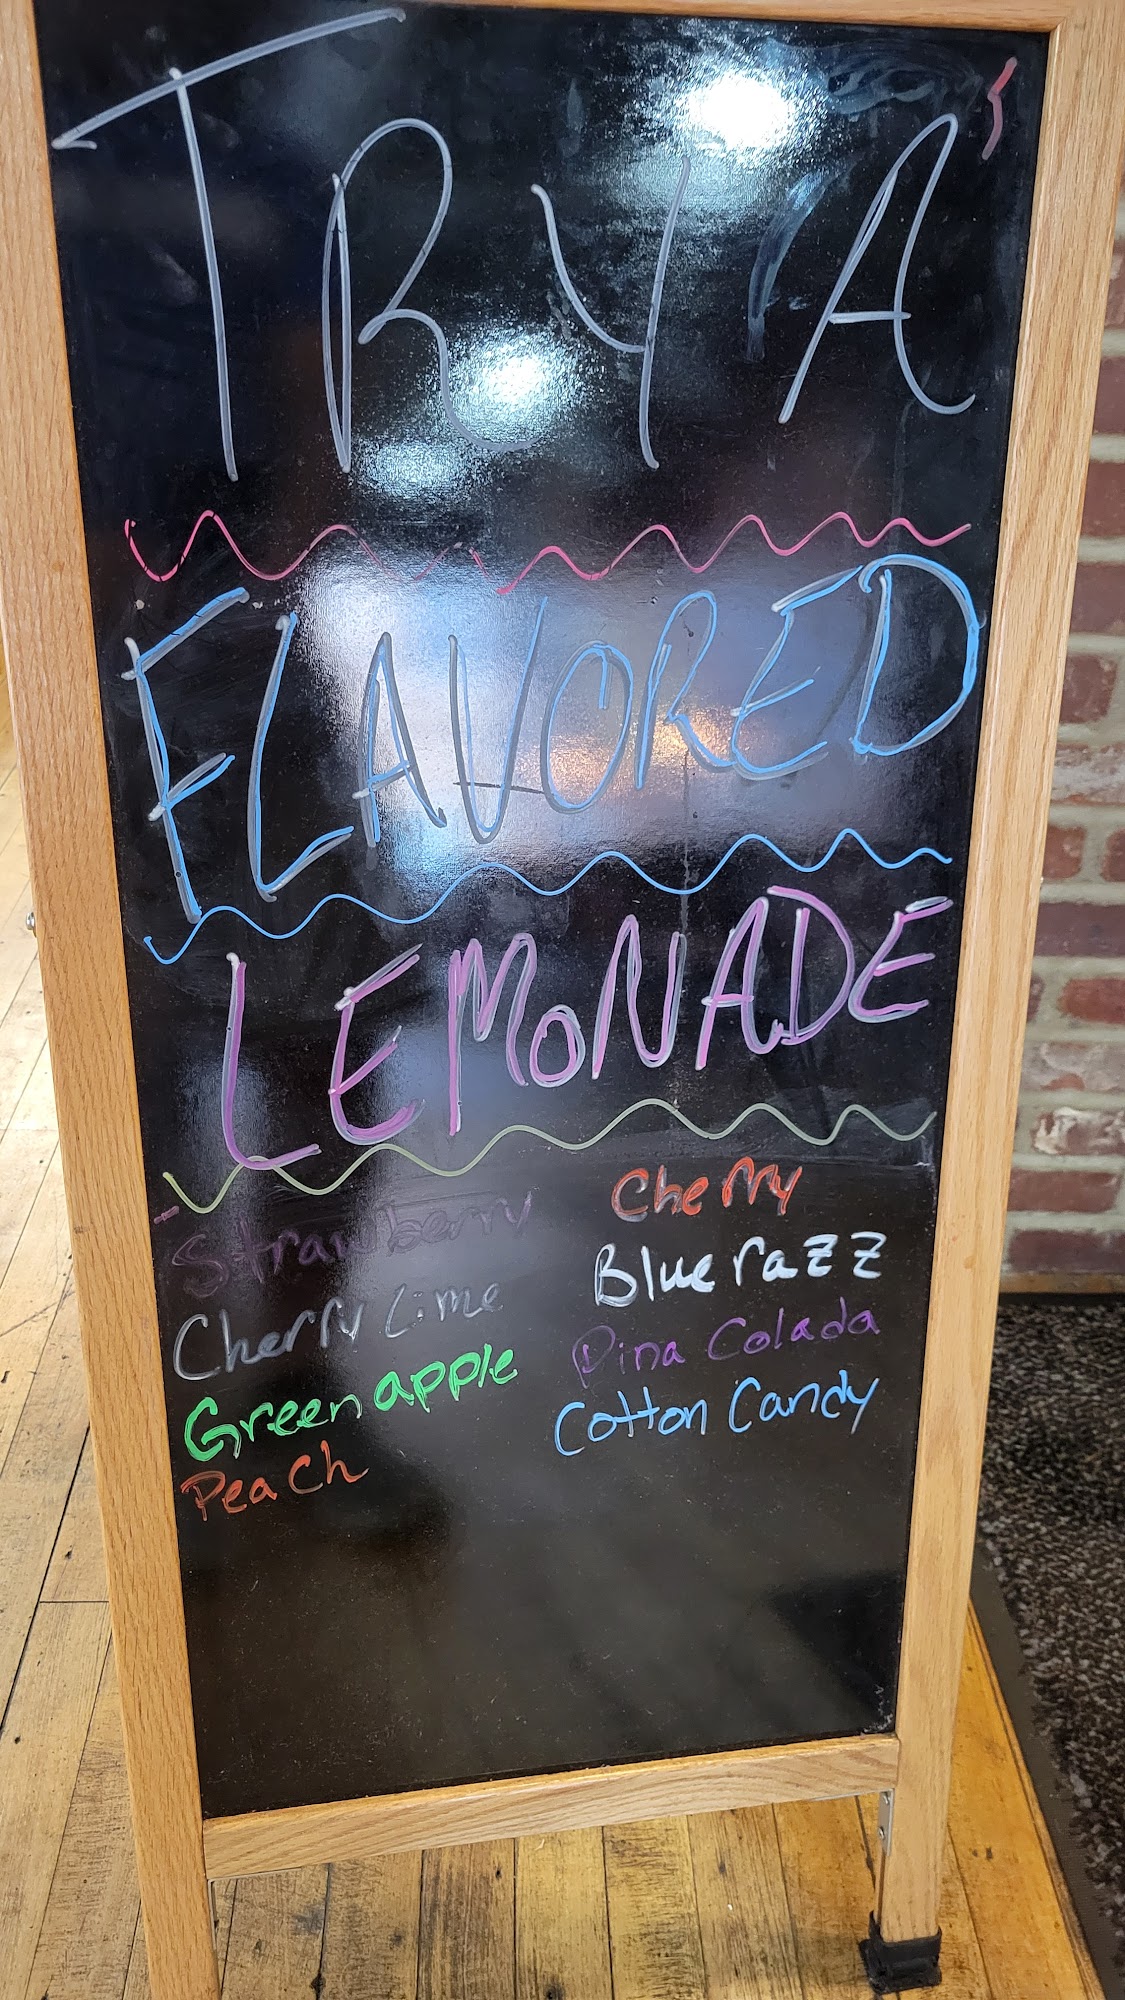 TRY A
FLAVORED
LEMONADE
Strawberry
Cherry Lime
Green apple
Peach
Cherry
Blue razz
Pina Colada
Cotton Candy